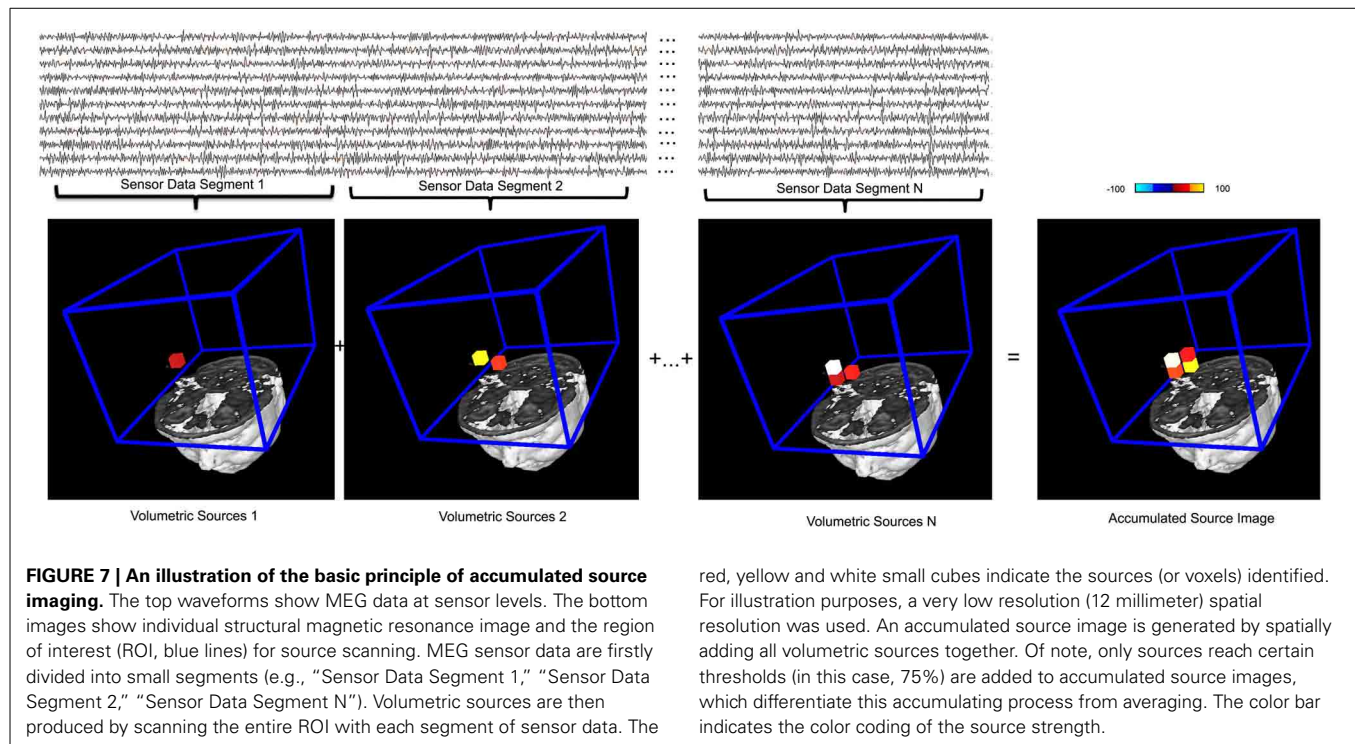 ... ...
... ...
... ...
... ...
... ...
... ...
... ...
... ...
... ...
... ...
... ...
Sensor Data Segment 1 Sensor Data Segment 2 Sensor Data Segment N
-100 100
+ +...+ =
Volumetric Sources 1 Volumetric Sources 2 Volumetric Sources N Accumulated Source Image
FIGURE 7 | An illustration of the basic principle of accumulated source
imaging. The top waveforms show MEG data at sensor levels. The bottom
images show individual structural magnetic resonance image and the region
of interest (ROI, blue lines) for source scanning. MEG sensor data are firstly
divided into small segments (e.g., “Sensor Data Segment 1,” “Sensor Data
Segment 2,” “Sensor Data Segment N”). Volumetric sources are then
produced by scanning the entire ROI with each segment of sensor data. The
red, yellow and white small cubes indicate the sources (or voxels) identified.
For illustration purposes, a very low resolution (12 millimeter) spatial
resolution was used. An accumulated source image is generated by spatially
adding all volumetric sources together. Of note, only sources reach certain
thresholds (in this case, 75%) are added to accumulated source images,
which differentiate this accumulating process from averaging. The color bar
indicates the color coding of the source strength.